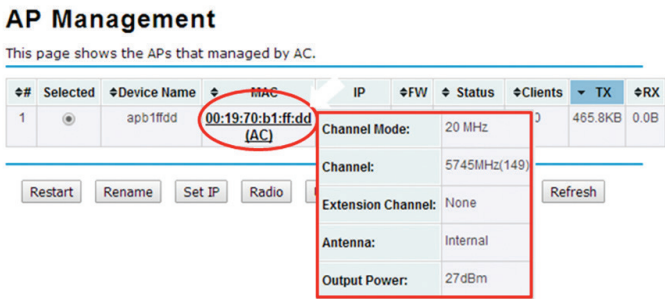 AP Management
This page shows the APs that managed by AC.
# Selected Device Name MAC IP FW Status Clients TX RX
1 apb1ffdd 00:19:70:b1:ff:dd 465.8KB 0.0B
(AC)
Channel Mode: 20 MHz
Channel: 5745MHz(149)
Extension Channel: None
Antenna: Internal
Output Power: 27dBm
Restart Rename Set IP Radio Refresh